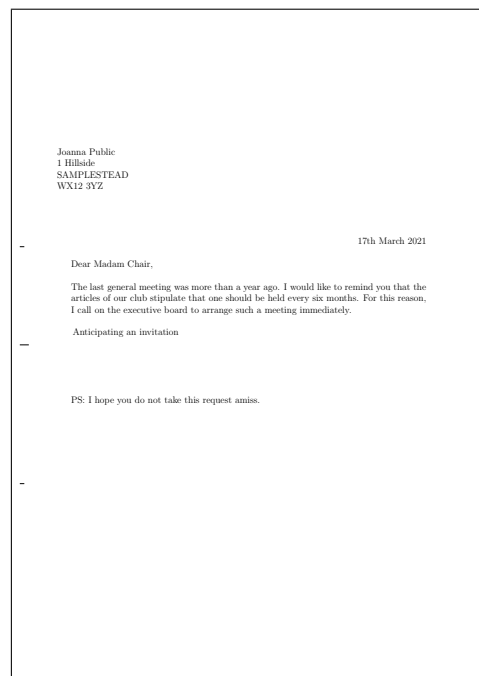 Joanna Public
1 Hillside
SAMPLESTEAD
WX12 3YZ
17th March 2021
Dear Madam Chair,
The last general meeting was more than a year ago. I would like to remind you that the
articles of our club stipulate that one should be held every six months. For this reason,
I call on the executive board to arrange such a meeting immediately.
Anticipating an invitation
PS: I hope you do not take this request amiss.